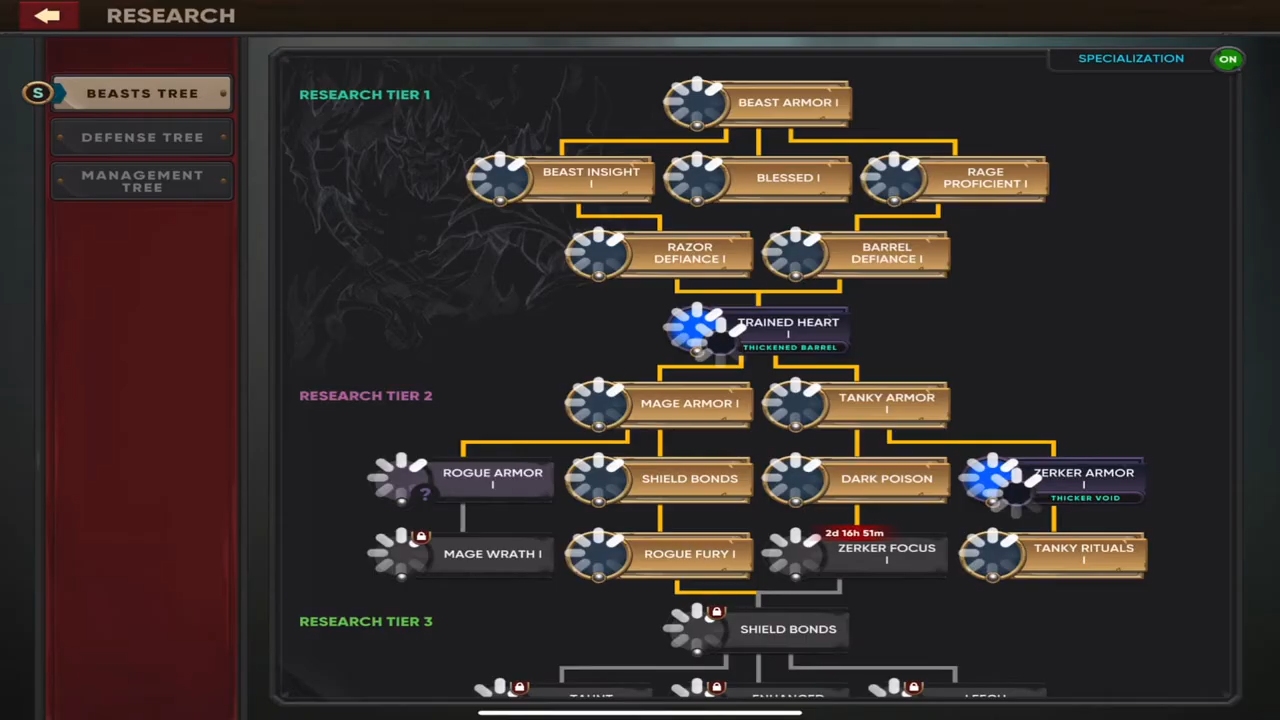 RESEARCH
SPECIALIZATION
ON
S
BEASTS TREE
DEFENSE TREE
MANAGEMENT
TREE
RESEARCH TIER 1
BEAST ARMOR I
BEAST INSIGHT
I
BLESSED I
RAGE
PROFICIENT I
RAZOR
DEFIANCE I
BARREL
DEFIANCE I
TRAINED HEART
I
THICKENED BARREL
RESEARCH TIER 2
MAGE ARMOR I
TANKY ARMOR
I
ROGUE ARMOR
I
?
SHIELD BONDS
DARK POISON
ZERKER ARMOR
I
THICKER VOID
MAGE WRATH I
ROGUE FURY I
2d 16h 51m
ZERKER FOCUS
I
TANKY RITUALS
I
RESEARCH TIER 3
SHIELD BONDS
TAUNT
ENHANCED
LEECH